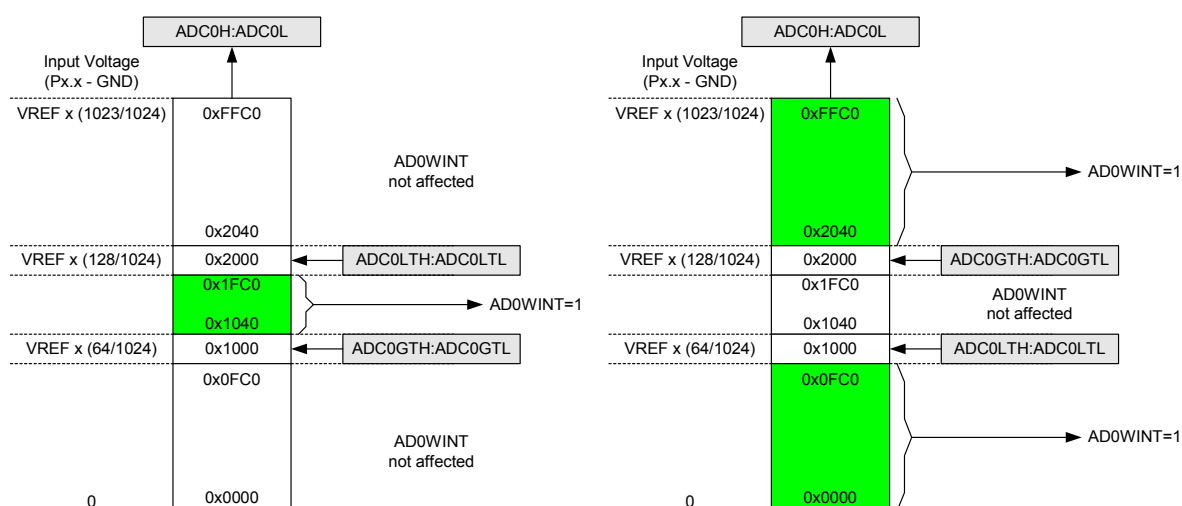 ADC0H:ADC0L
Input Voltage
(Px.x - GND)
VREF x (1023/1024)
0xFFC0
AD0WINT
not affected
0x2040
VREF x (128/1024)
0x2000
ADC0LTH:ADC0LTL
0x1FC0
AD0WINT=1
0x1040
VREF x (64/1024)
0x1000
ADC0GTH:ADC0GTL
0x0FC0
AD0WINT
not affected
0
0x0000
ADC0H:ADC0L
Input Voltage
(Px.x - GND)
VREF x (1023/1024)
0xFFC0
AD0WINT=1
0x2040
VREF x (128/1024)
0x2000
ADC0GTH:ADC0GTL
0x1FC0
AD0WINT
not affected
0x1040
VREF x (64/1024)
0x1000
ADC0LTH:ADC0LTL
0x0FC0
AD0WINT=1
0
0x0000